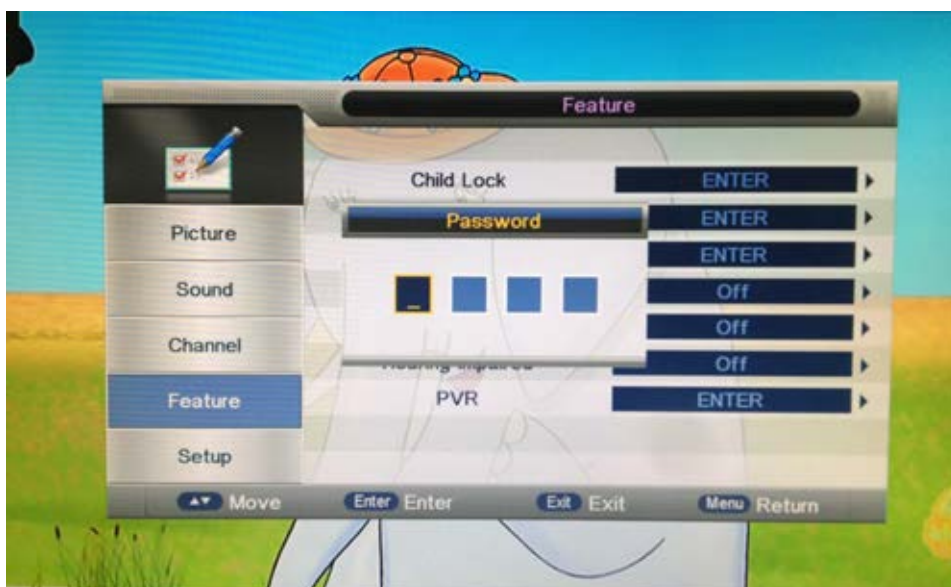 Feature
Child Lock ENTER
Password
ENTER
ENTER
Off
Off
Off
PVR ENTER
Picture
Sound
Channel
Feature
Setup
Move Enter Enter Exit Exit Menu Return